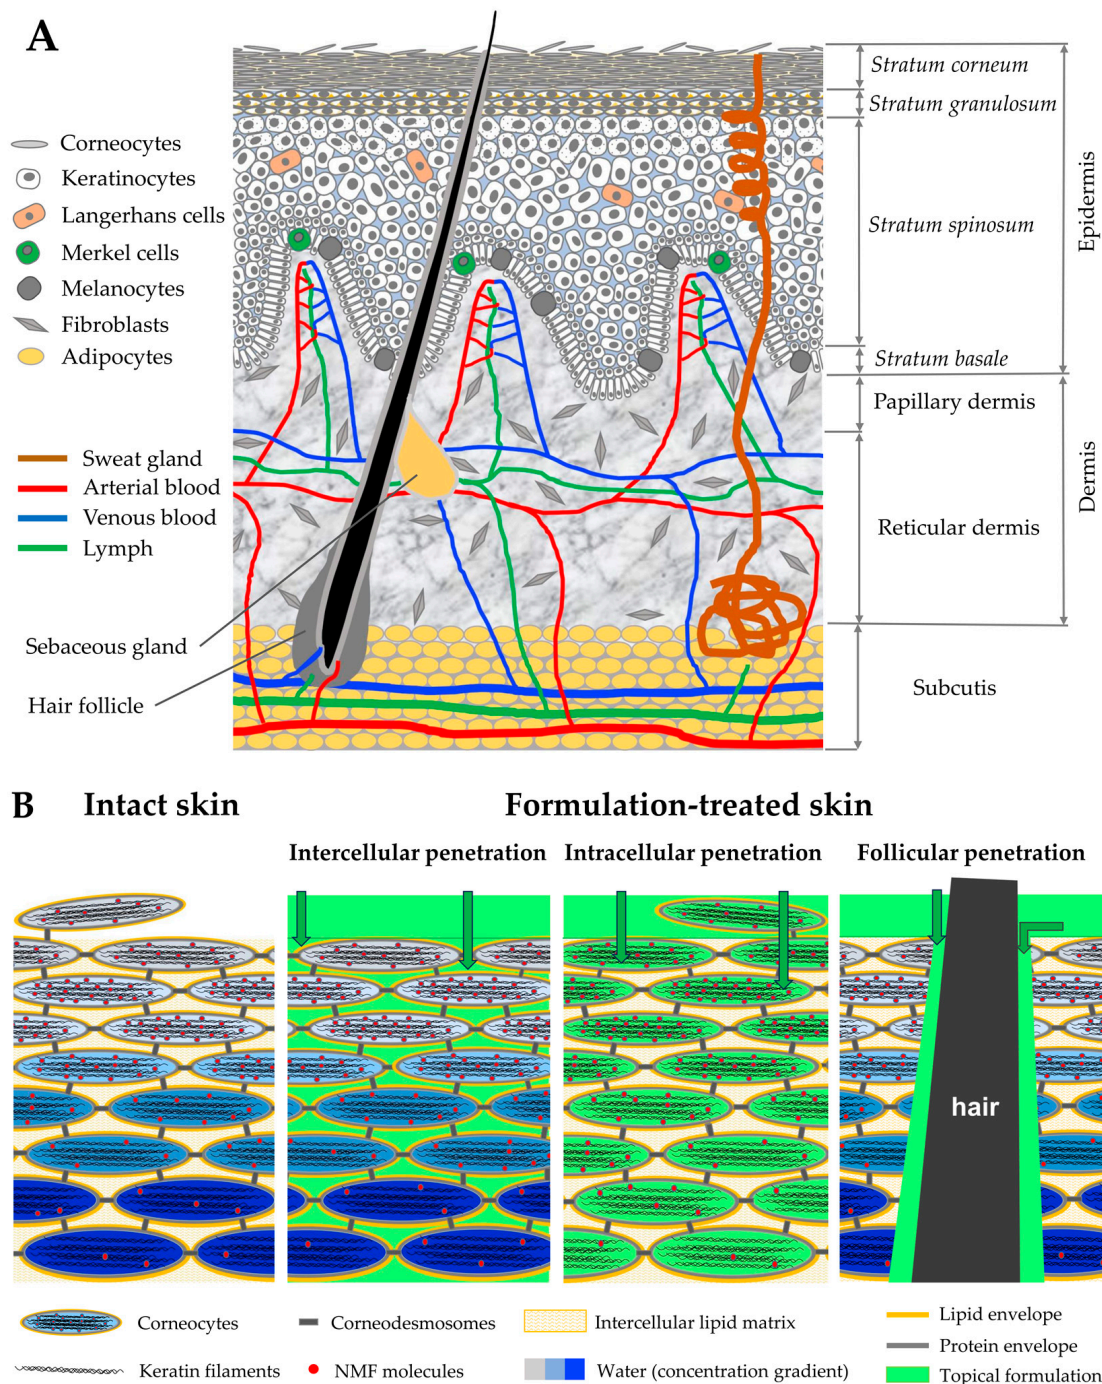 A
Stratum corneum
Stratum granulosum
Stratum spinosum
Stratum basale
Epidermis
Papillary dermis
Reticular dermis
Dermis
Subcutis
Corneocytes
Keratinocytes
Langerhans cells
Merkel cells
Melanocytes
Fibroblasts
Adipocytes
Sweat gland
Arterial blood
Venous blood
Lymph
Sebaceous gland
Hair follicle
B
Intact skin
Formulation-treated skin
Intercellular penetration
Intracellular penetration
Follicular penetration
hair
Corneocytes
Corneodesmosomes
Intercellular lipid matrix
Lipid envelope
Protein envelope
Keratin filaments
NMF molecules
Water (concentration gradient)
Topical formulation